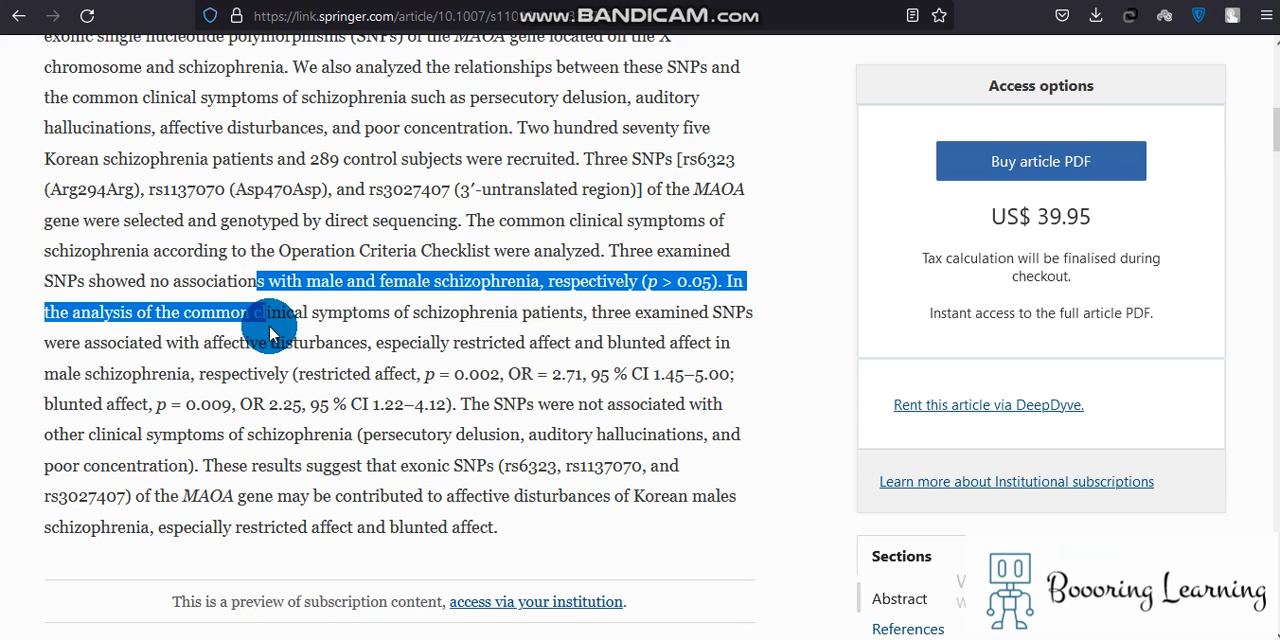 https://link.springer.com/article/10.1007/s110
www.BANDICAM.com
exonic single nucleotide polymorphisms (SNPs) of the MAOA gene located on the X
chromosome and schizophrenia. We also analyzed the relationships between these SNPs and
the common clinical symptoms of schizophrenia such as persecutory delusion, auditory
hallucinations, affective disturbances, and poor concentration. Two hundred seventy five
Korean schizophrenia patients and 289 control subjects were recruited. Three SNPs [rs6323
(Arg294Arg), rs1137070 (Asp470Asp), and rs3027407 (3′-untranslated region)] of the MAOA
gene were selected and genotyped by direct sequencing. The common clinical symptoms of
schizophrenia according to the Operation Criteria Checklist were analyzed. Three examined
SNPs showed no associations with male and female schizophrenia, respectively (p > 0.05). In
the analysis of the common clinical symptoms of schizophrenia patients, three examined SNPs
were associated with affective disturbances, especially restricted affect and blunted affect in
male schizophrenia, respectively (restricted affect, p = 0.002, OR = 2.71, 95 % CI 1.45–5.00;
blunted affect, p = 0.009, OR 2.25, 95 % CI 1.22–4.12). The SNPs were not associated with
other clinical symptoms of schizophrenia (persecutory delusion, auditory hallucinations, and
poor concentration). These results suggest that exonic SNPs (rs6323, rs1137070, and
rs3027407) of the MAOA gene may be contributed to affective disturbances of Korean males
schizophrenia, especially restricted affect and blunted affect.
This is a preview of subscription content, access via your institution.
Access options
Buy article PDF
US$ 39.95
Tax calculation will be finalised during
checkout.
Instant access to the full article PDF.
Rent this article via DeepDyve.
Learn more about Institutional subscriptions
Sections
Abstract
References
Boooring Learning